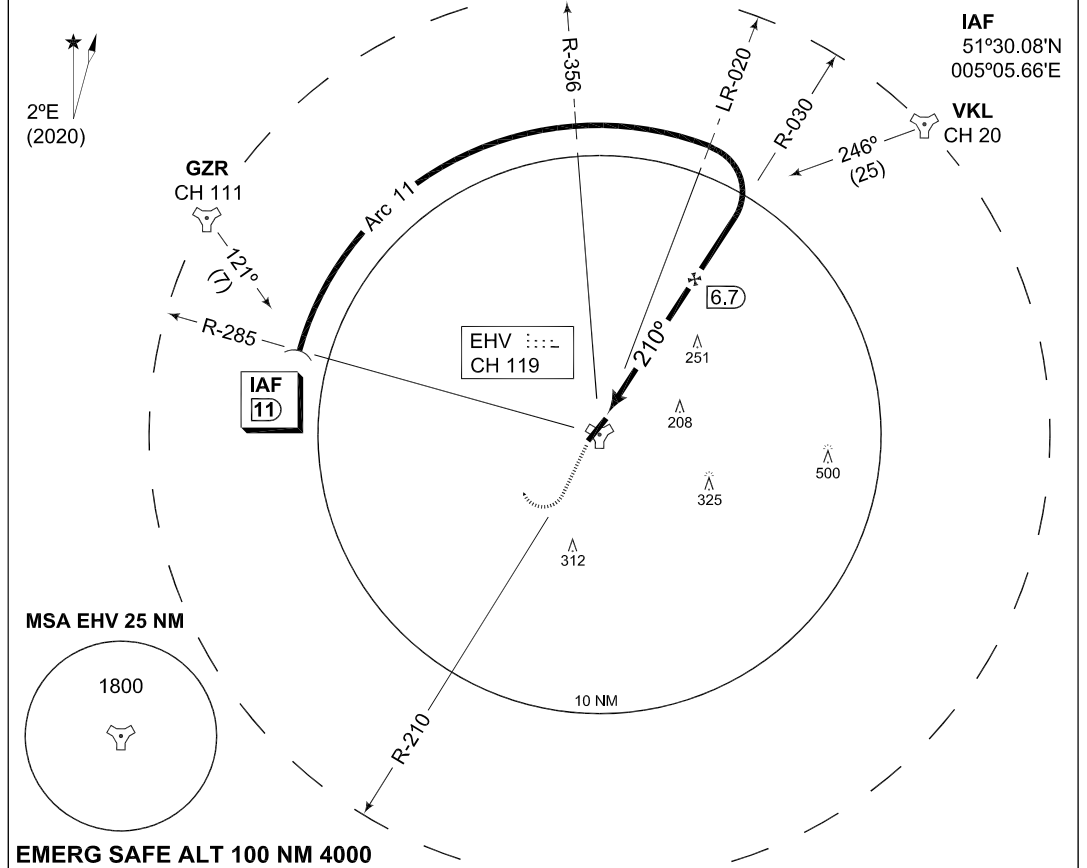 IAF
51º30.08'N
005º05.66'E
2ºE
(2020)
R-356
LR-020
R-030
VKL
CH 20
246º
(25)
GZR
CH 111
121º
(7)
Arc 11
R-285
IAF
11
EHV
CH 119
6.7
210º
251
208
325
500
312
10 NM
R-210
MSA EHV 25 NM
1800
EMERG SAFE ALT 100 NM 4000